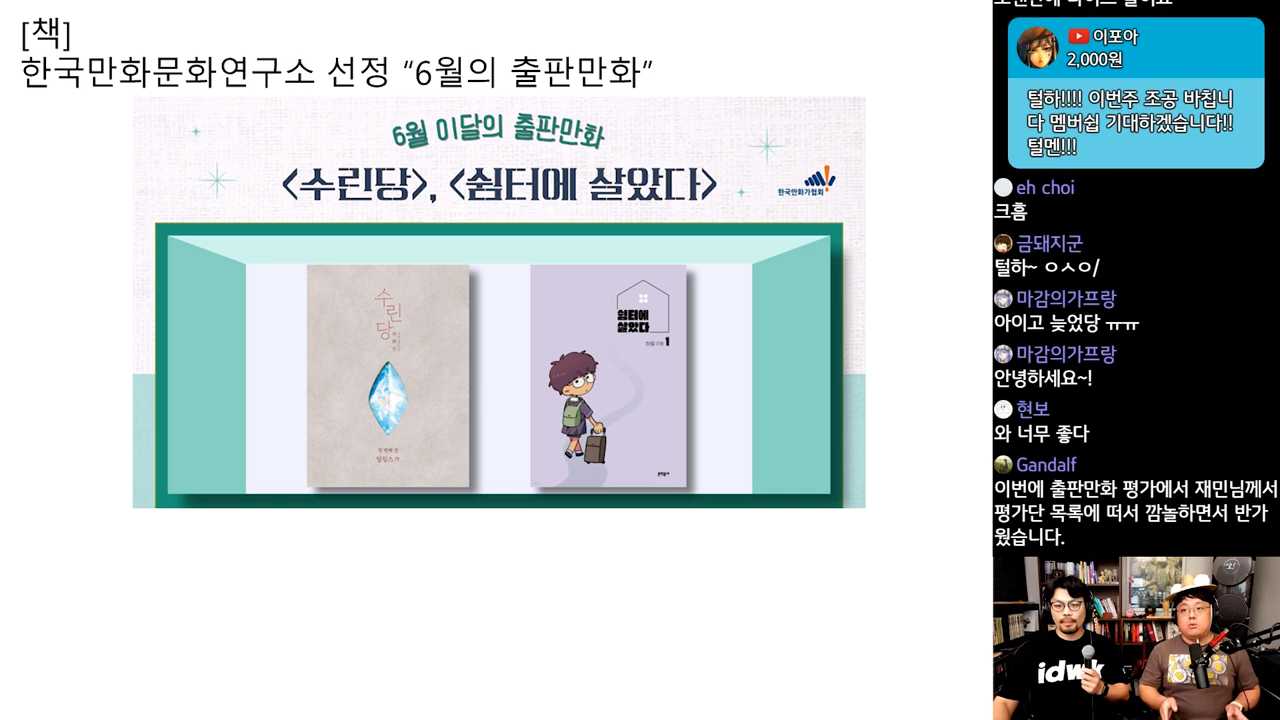 [책]
한국만화문화연구소 선정 “6월의 출판만화”
6월 이달의 출판만화
<수린당>, <쉼터에 살았다>
한국만화가협회
수린당
쉼터에
살았다
1
이포아
2,000원
털하!!!! 이번주 조공 바칩니
다 멤버쉽 기대하겠습니다!!
털멘!!!
eh choi
크흠
금돼지군
털하~ ㅇㅅㅇ/
마감의가프랑
아이고 늦었당 ㅠㅠ
마감의가프랑
안녕하세요~!
현보
와 너무 좋다
Gandalf
이번에 출판만화 평가에서 재민님께서
평가단 목록에 떠서 깜놀하면서 반가
웠습니다.